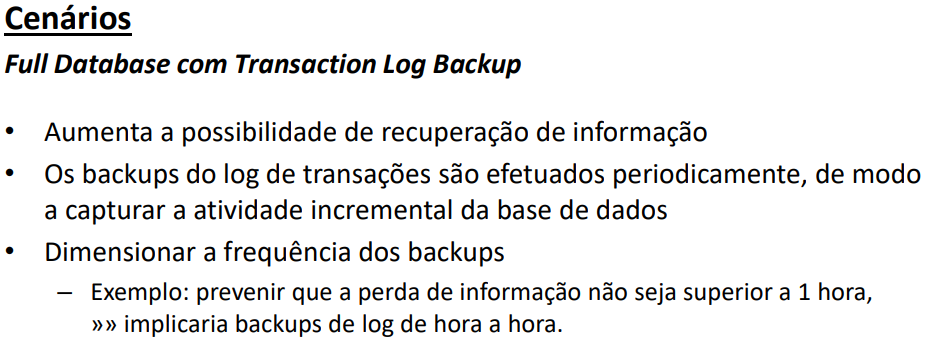 Cenários
Full Database com Transaction Log Backup
• Aumenta a possibilidade de recuperação de informação
• Os backups do log de transações são efetuados periodicamente, de modo
a capturar a atividade incremental da base de dados
• Dimensionar a frequência dos backups
– Exemplo: prevenir que a perda de informação não seja superior a 1 hora,
»» implicaria backups de log de hora a hora.